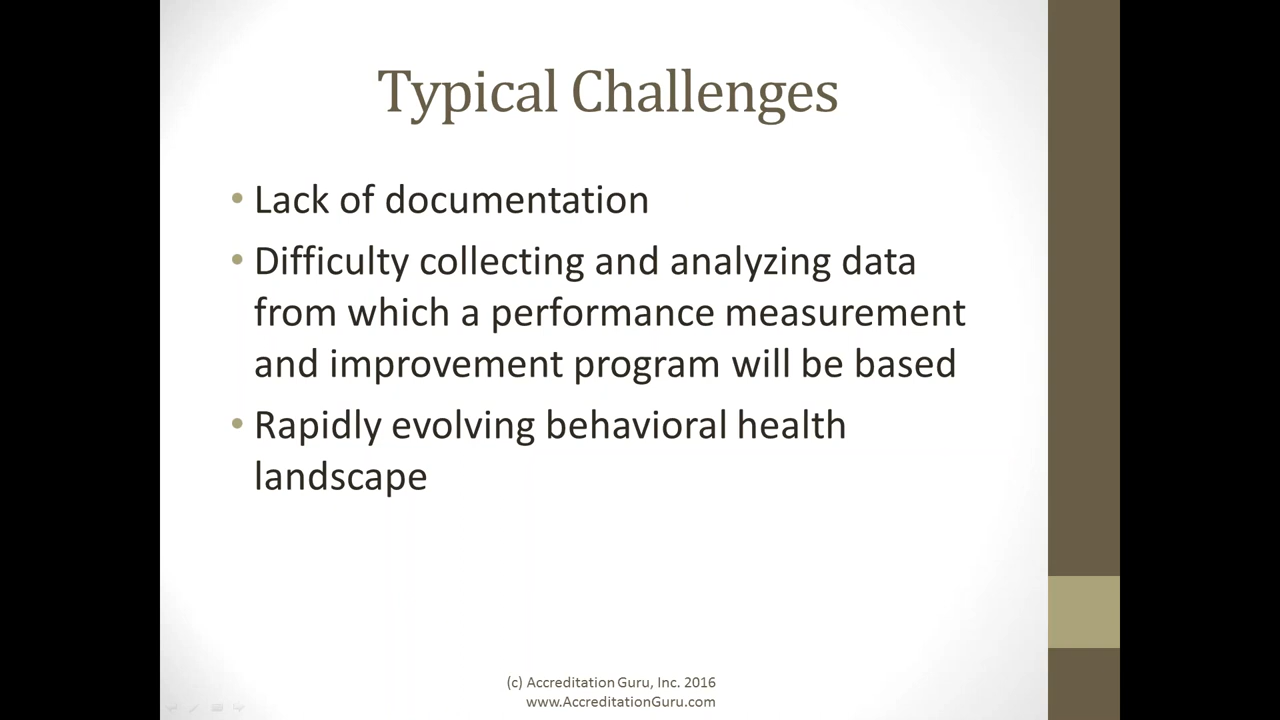 Typical Challenges
• Lack of documentation
• Difficulty collecting and analyzing data
from which a performance measurement
and improvement program will be based
• Rapidly evolving behavioral health
landscape
(c) Accreditation Guru, Inc. 2016
www.AccreditationGuru.com